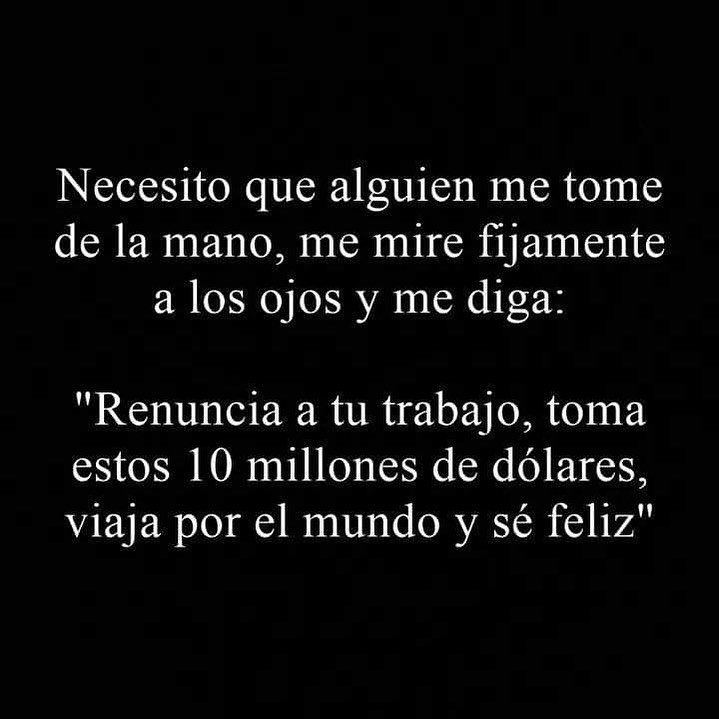 Necesito que alguien me tome
de la mano, me mire fijamente
a los ojos y me diga:
"Renuncia a tu trabajo, toma
estos 10 millones de dólares,
viaja por el mundo y sé feliz"